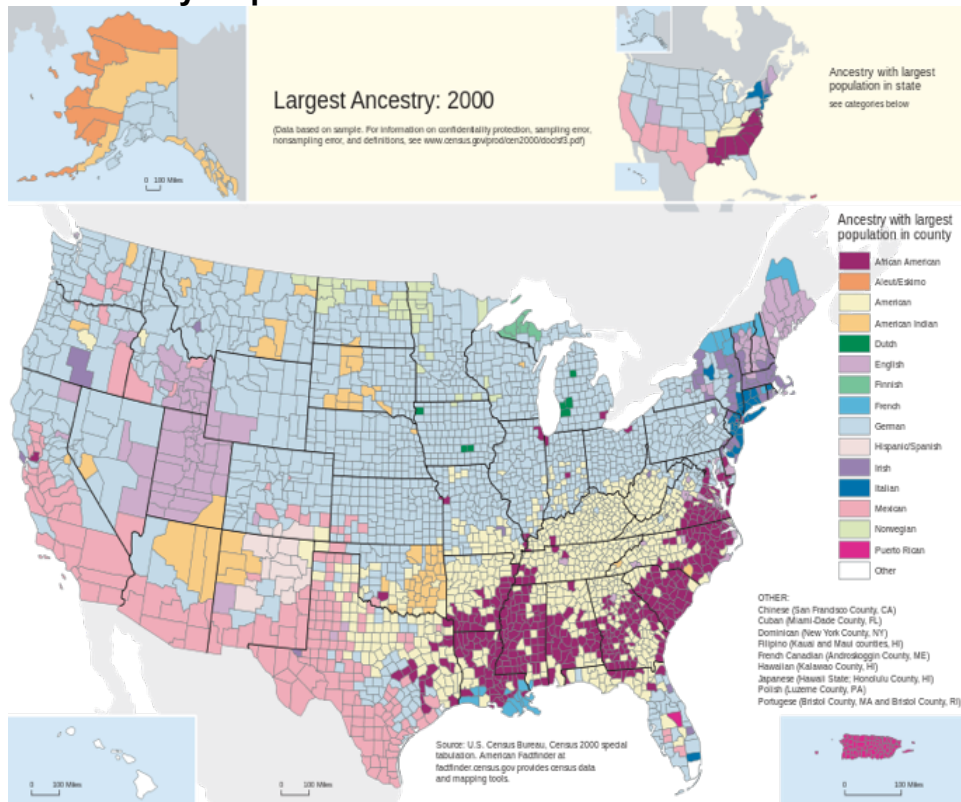 Largest Ancestry: 2000
(Data based on sample. For information on confidentiality protection, sampling error,
nonsampling error, and definitions, see www.census.gov/prod/cen2000/doc/sf3.pdf)
Ancestry with largest
population in state
see categories below
0 100 Miles
Ancestry with largest
population in county
African American
Aleut/Eskimo
American
American Indian
Dutch
English
Finnish
French
German
Hispanic/Spanish
Irish
Italian
Mexican
Norwegian
Puerto Rican
Other
OTHER:
Chinese (San Francisco County, CA)
Cuban (Miami-Dade County, FL)
Dominican (New York County, NY)
Filipino (Kauai and Maui counties, HI)
French Canadian (Androskoggin County, ME)
Hawaiian (Kalawao County, HI)
Japanese (Hawaii State; Honolulu County, HI)
Polish (Luzerne County, PA)
Portugese (Bristol County, MA and Bristol County, RI)
Source: U.S. Census Bureau, Census 2000 special
tabulation. American Factfinder at
factfinder.census.gov provides census data
and mapping tools.
0 100 Miles
0 100 Miles
0 100 Miles